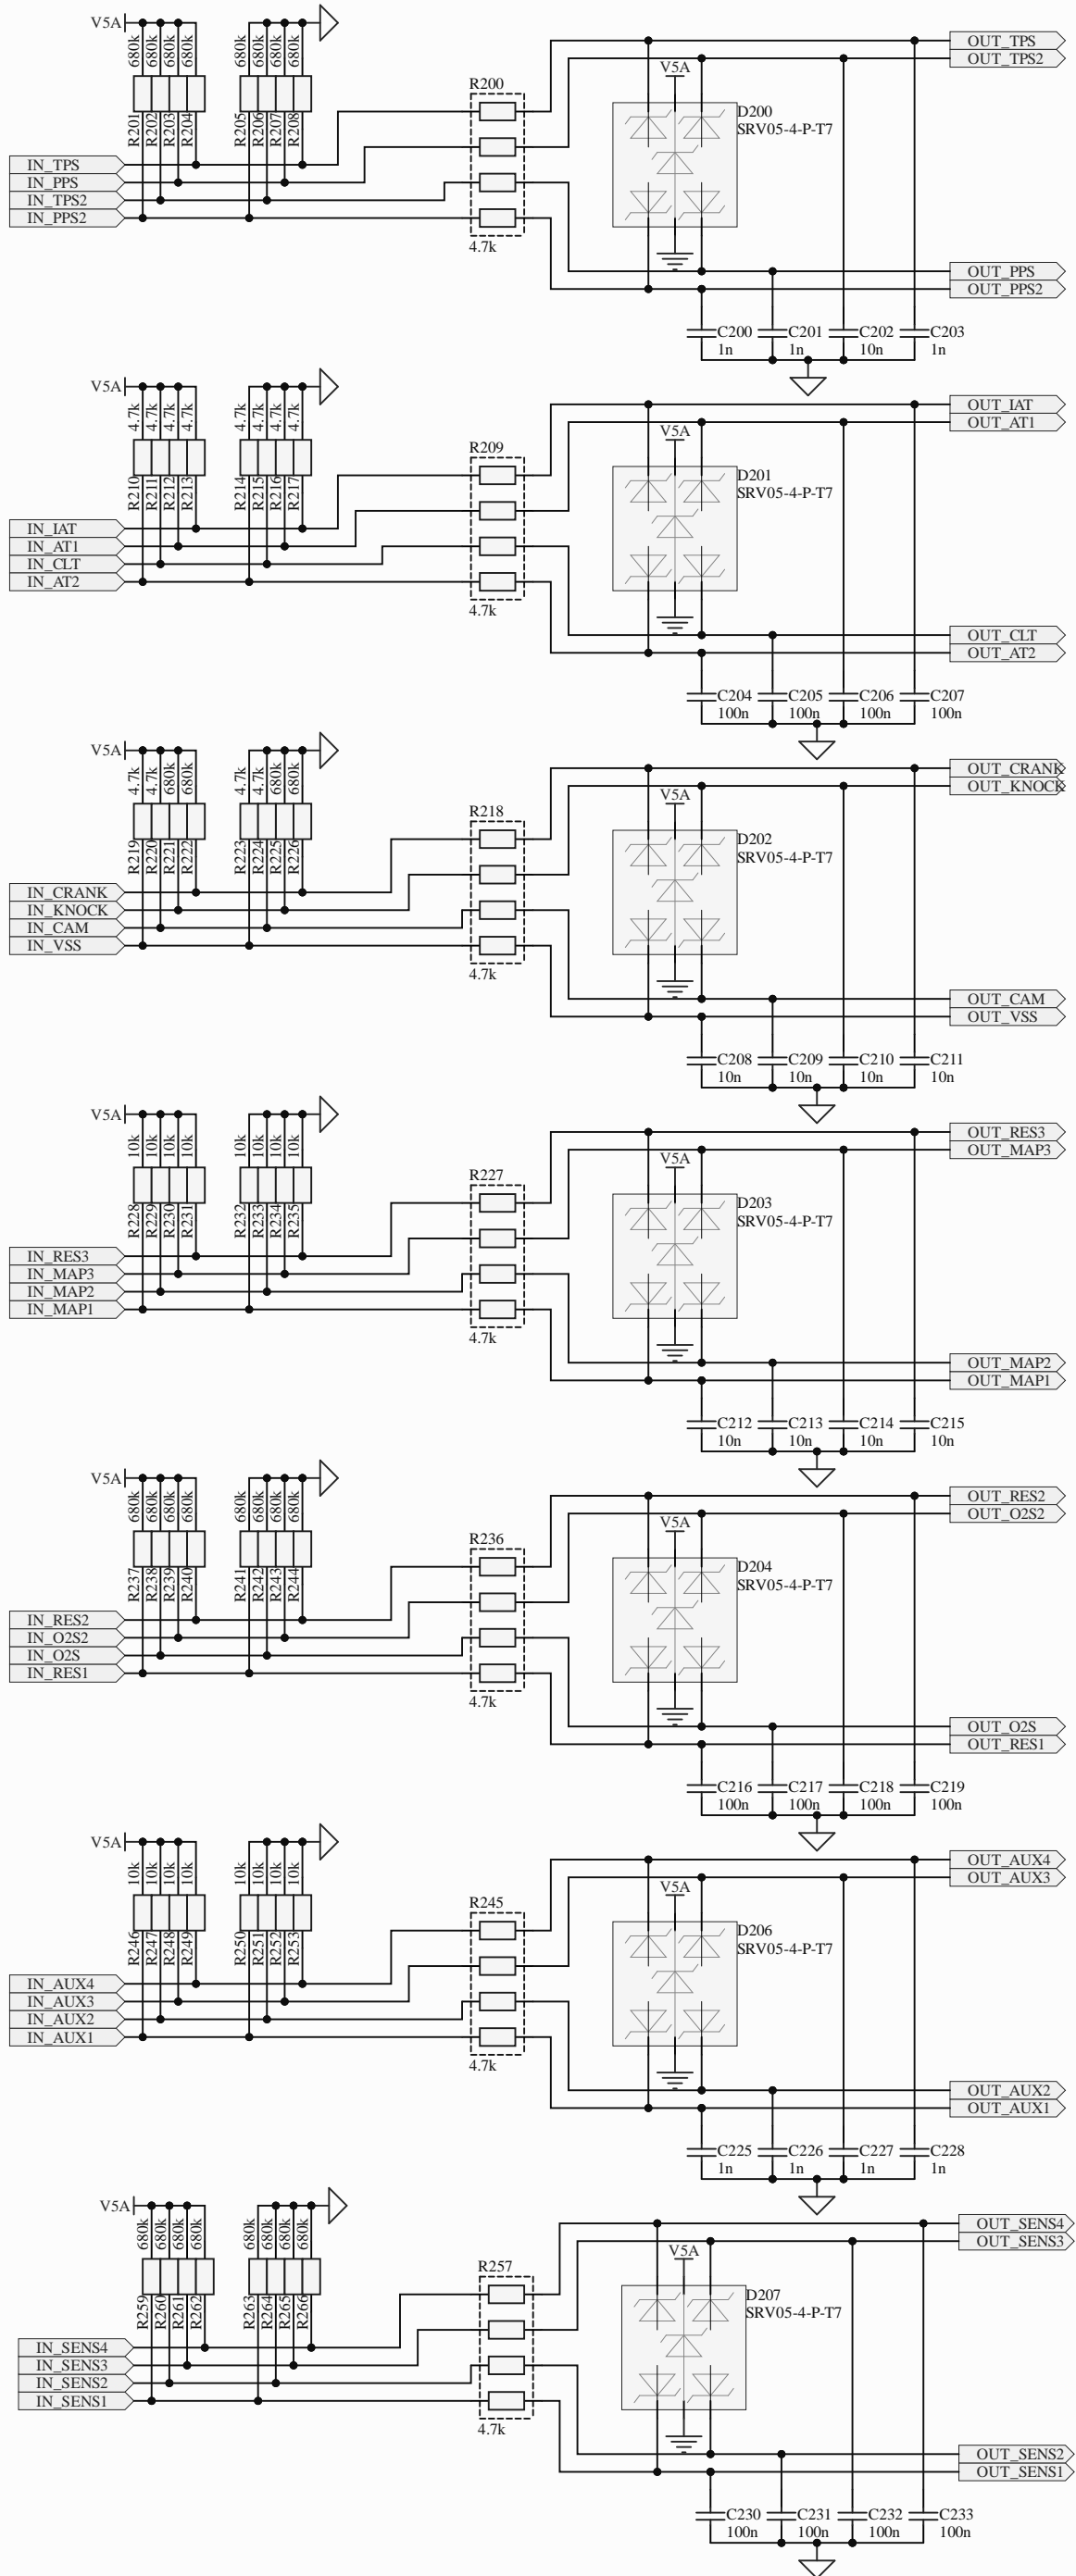 V5A
680k
680k
680k
680k
680k
680k
680k
680k
R201
R202
R203
R204
R205
R206
R207
R208
IN_TPS
IN_PPS
IN_TPS2
IN_PPS2
R200
4.7k
V5A
D200
SRV05-4-P-T7
OUT_TPS
OUT_TPS2
OUT_PPS
OUT_PPS2
C200
1n
C201
1n
C202
10n
C203
1n
V5A
4.7k
4.7k
4.7k
4.7k
4.7k
4.7k
4.7k
4.7k
R210
R211
R212
R213
R214
R215
R216
R217
IN_IAT
IN_AT1
IN_CLT
IN_AT2
R209
4.7k
V5A
D201
SRV05-4-P-T7
OUT_IAT
OUT_AT1
OUT_CLT
OUT_AT2
C204
100n
C205
100n
C206
100n
C207
100n
V5A
4.7k
4.7k
680k
680k
4.7k
4.7k
680k
680k
R219
R220
R221
R222
R223
R224
R225
R226
IN_CRANK
IN_KNOCK
IN_CAM
IN_VSS
R218
4.7k
V5A
D202
SRV05-4-P-T7
OUT_CRANK
OUT_KNOCK
OUT_CAM
OUT_VSS
C208
10n
C209
10n
C210
10n
C211
10n
V5A
10k
10k
10k
10k
10k
10k
10k
10k
R228
R229
R230
R231
R232
R233
R234
R235
IN_RES3
IN_MAP3
IN_MAP2
IN_MAP1
R227
4.7k
V5A
D203
SRV05-4-P-T7
OUT_RES3
OUT_MAP3
OUT_MAP2
OUT_MAP1
C212
10n
C213
10n
C214
10n
C215
10n
V5A
680k
680k
680k
680k
680k
680k
680k
680k
R237
R238
R239
R240
R241
R242
R243
R244
IN_RES2
IN_O2S2
IN_O2S
IN_RES1
R236
4.7k
V5A
D204
SRV05-4-P-T7
OUT_RES2
OUT_O2S2
OUT_O2S
OUT_RES1
C216
100n
C217
100n
C218
100n
C219
100n
V5A
10k
10k
10k
10k
10k
10k
10k
10k
R246
R247
R248
R249
R250
R251
R252
R253
IN_AUX4
IN_AUX3
IN_AUX2
IN_AUX1
R245
4.7k
V5A
D206
SRV05-4-P-T7
OUT_AUX4
OUT_AUX3
OUT_AUX2
OUT_AUX1
C225
1n
C226
1n
C227
1n
C228
1n
V5A
680k
680k
680k
680k
680k
680k
680k
680k
R259
R260
R261
R262
R263
R264
R265
R266
IN_SENS4
IN_SENS3
IN_SENS2
IN_SENS1
R257
4.7k
V5A
D207
SRV05-4-P-T7
OUT_SENS4
OUT_SENS3
OUT_SENS2
OUT_SENS1
C230
100n
C231
100n
C232
100n
C233
100n